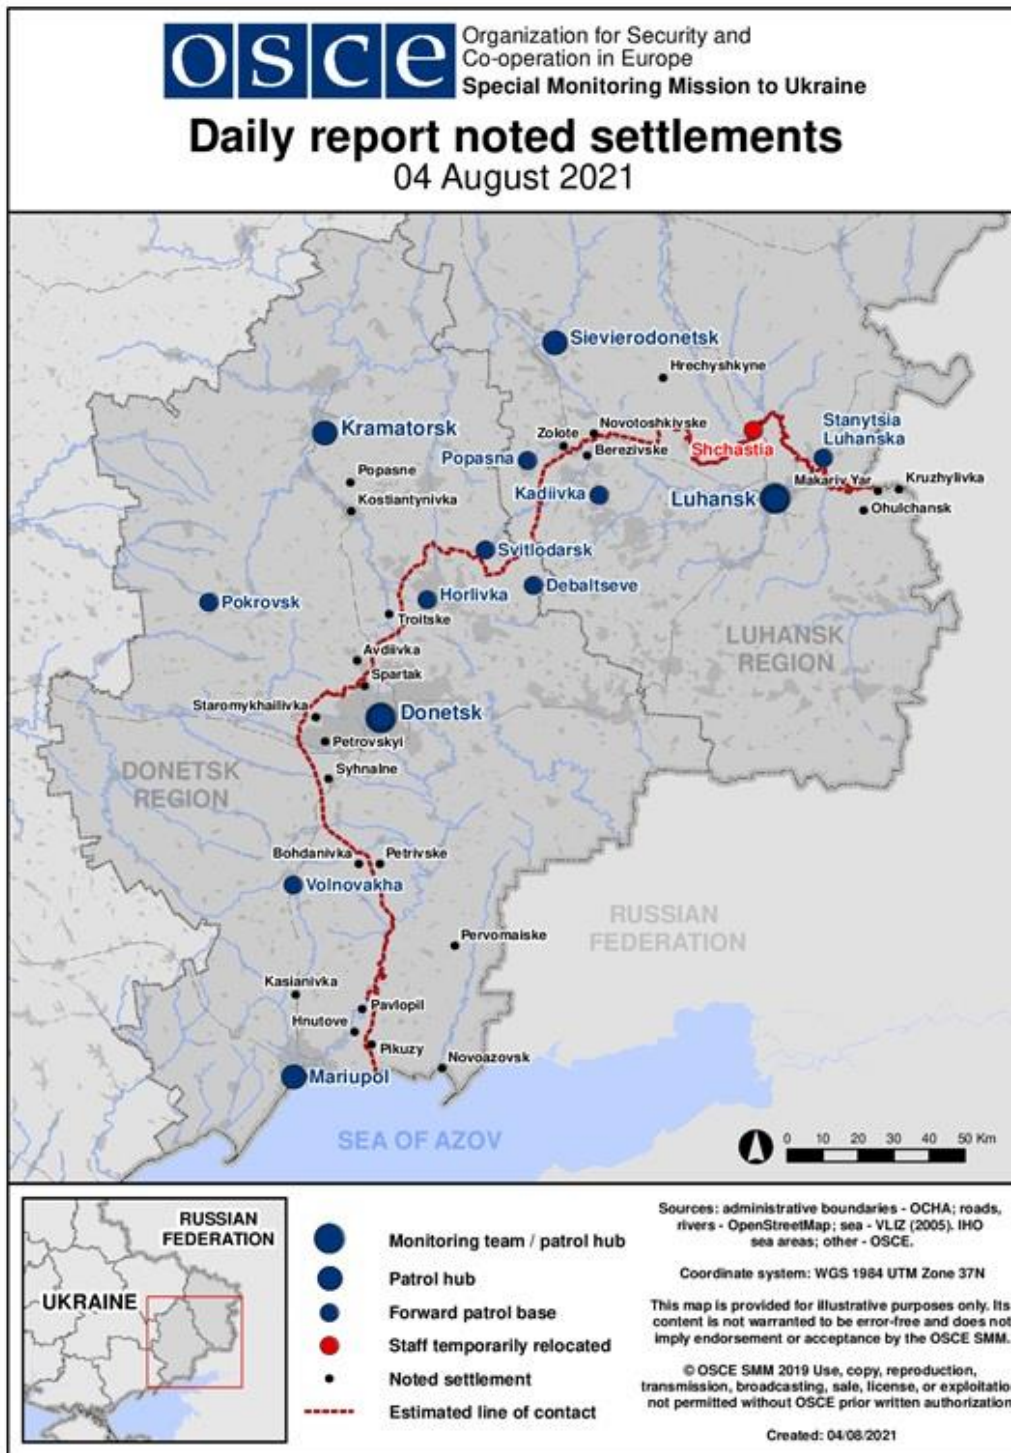 osce
Organization for Security and
Co-operation in Europe
Special Monitoring Mission to Ukraine
Daily report noted settlements
04 August 2021
Sievierodonetsk
Hrechyshkyne
Kramatorsk
Novotoshkivske
Zolote
Berezivske
Shchastia
Stanytsia
Luhanska
Popasna
Popasne
Kadiivka
Luhansk
Makariv Yar
Kruzhylivka
Kostiantynivka
Ohulchansk
Svitlodarsk
Debaltseve
Horlivka
Pokrovsk
Troitske
LUHANSK
REGION
Avdiivka
Spartak
Staromykhailivka
Donetsk
Petrovskyi
DONETSK
REGION
Syhnalne
Bohdanivka
Petrivske
Volnovakha
RUSSIAN
FEDERATION
Pervomaiske
Kasianivka
Pavlopil
Hnutove
Pikuzy
Novoazovsk
Mariupol
SEA OF AZOV
0 10 20 30 40 50 Km
RUSSIAN
FEDERATION
UKRAINE
Monitoring team / patrol hub
Patrol hub
Forward patrol base
Staff temporarily relocated
Noted settlement
Estimated line of contact
Sources: administrative boundaries - OCHA; roads,
rivers - OpenStreetMap; sea - VLIZ (2005). IHO
sea areas; other - OSCE.
Coordinate system: WGS 1984 UTM Zone 37N
This map is provided for illustrative purposes only. Its
content is not warranted to be error-free and does not
imply endorsement or acceptance by the OSCE SMM.
© OSCE SMM 2019 Use, copy, reproduction,
transmission, broadcasting, sale, license, or exploitatio
not permitted without OSCE prior written authorization
Created: 04/08/2021